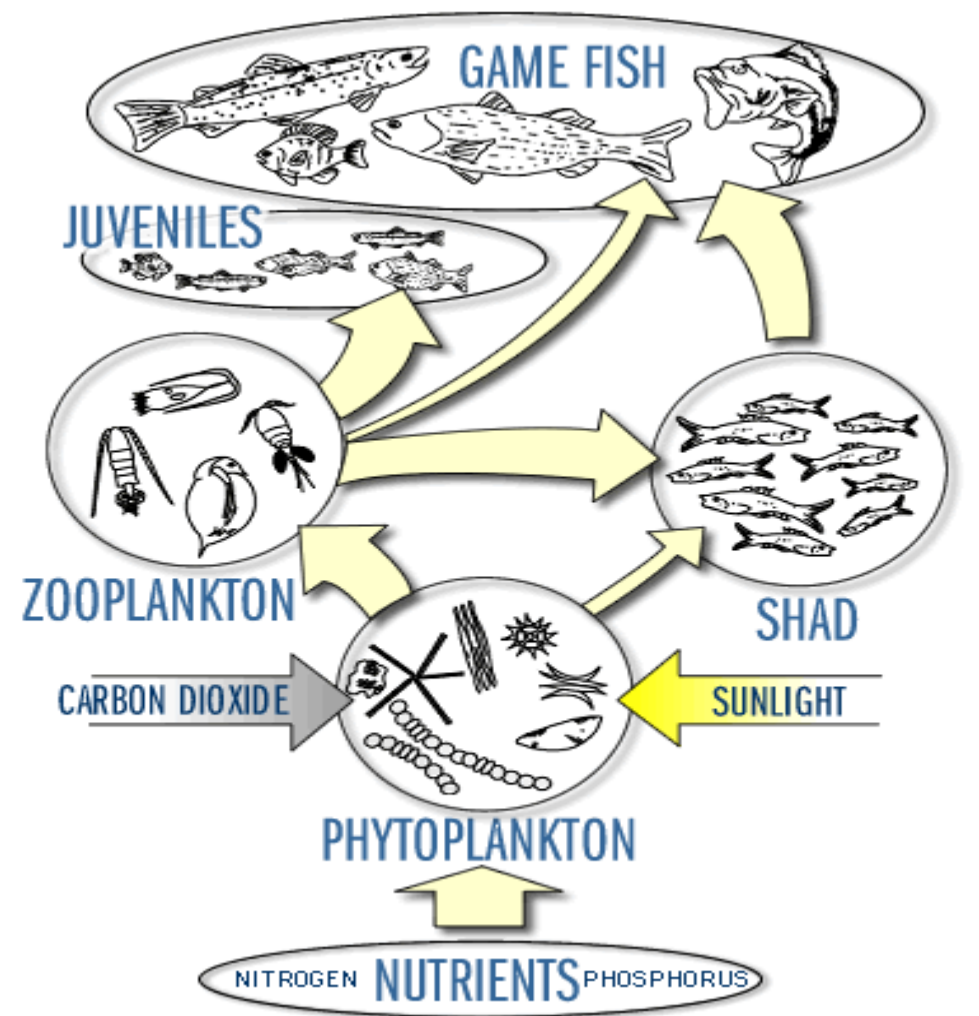 GAME FISH
JUVENILES
ZOOPLANKTON
SHAD
CARBON DIOXIDE
SUNLIGHT
PHYTOPLANKTON
NITROGEN NUTRIENTS PHOSPHORUS